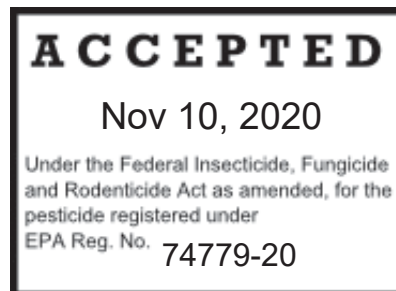 ACCEPTED
Nov 10, 2020
Under the Federal Insecticide, Fungicide
and Rodenticide Act as amended, for the
pesticide registered under
EPA Reg. No. 74779-20